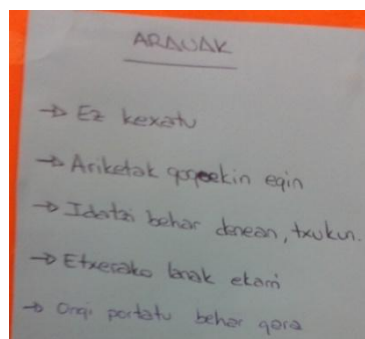 ARAUAK
→ Ez kexatu
→ Ariketak gogoekin egin
→ Idatzi behar denean, txukun.
→ Etxerako lanak ekarri
→ Ongi portatu behar gara